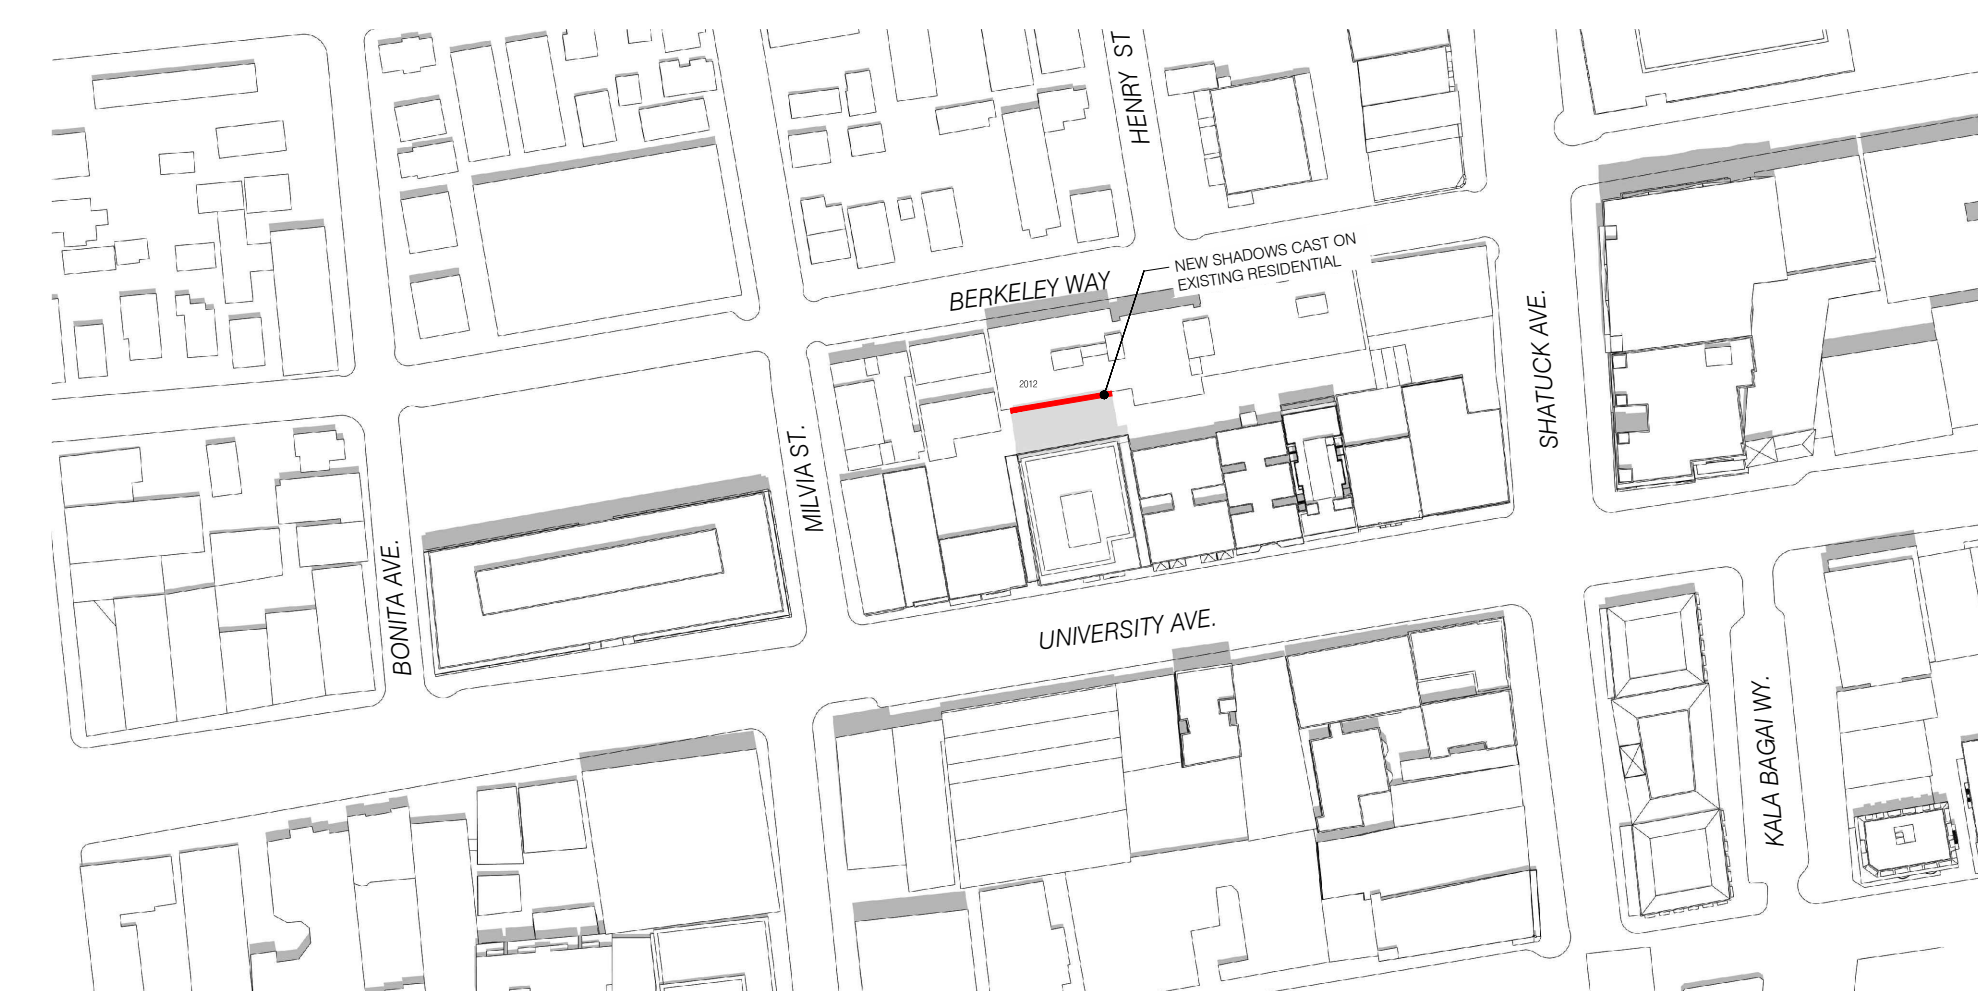 HENRY ST
NEW SHADOWS CAST ON
EXISTING RESIDENTIAL
BERKELEY WAY
SHATUCK AVE.
2012
MILVIA ST.
BONITA AVE.
UNIVERSITY AVE.
KALA BAGAI WY.